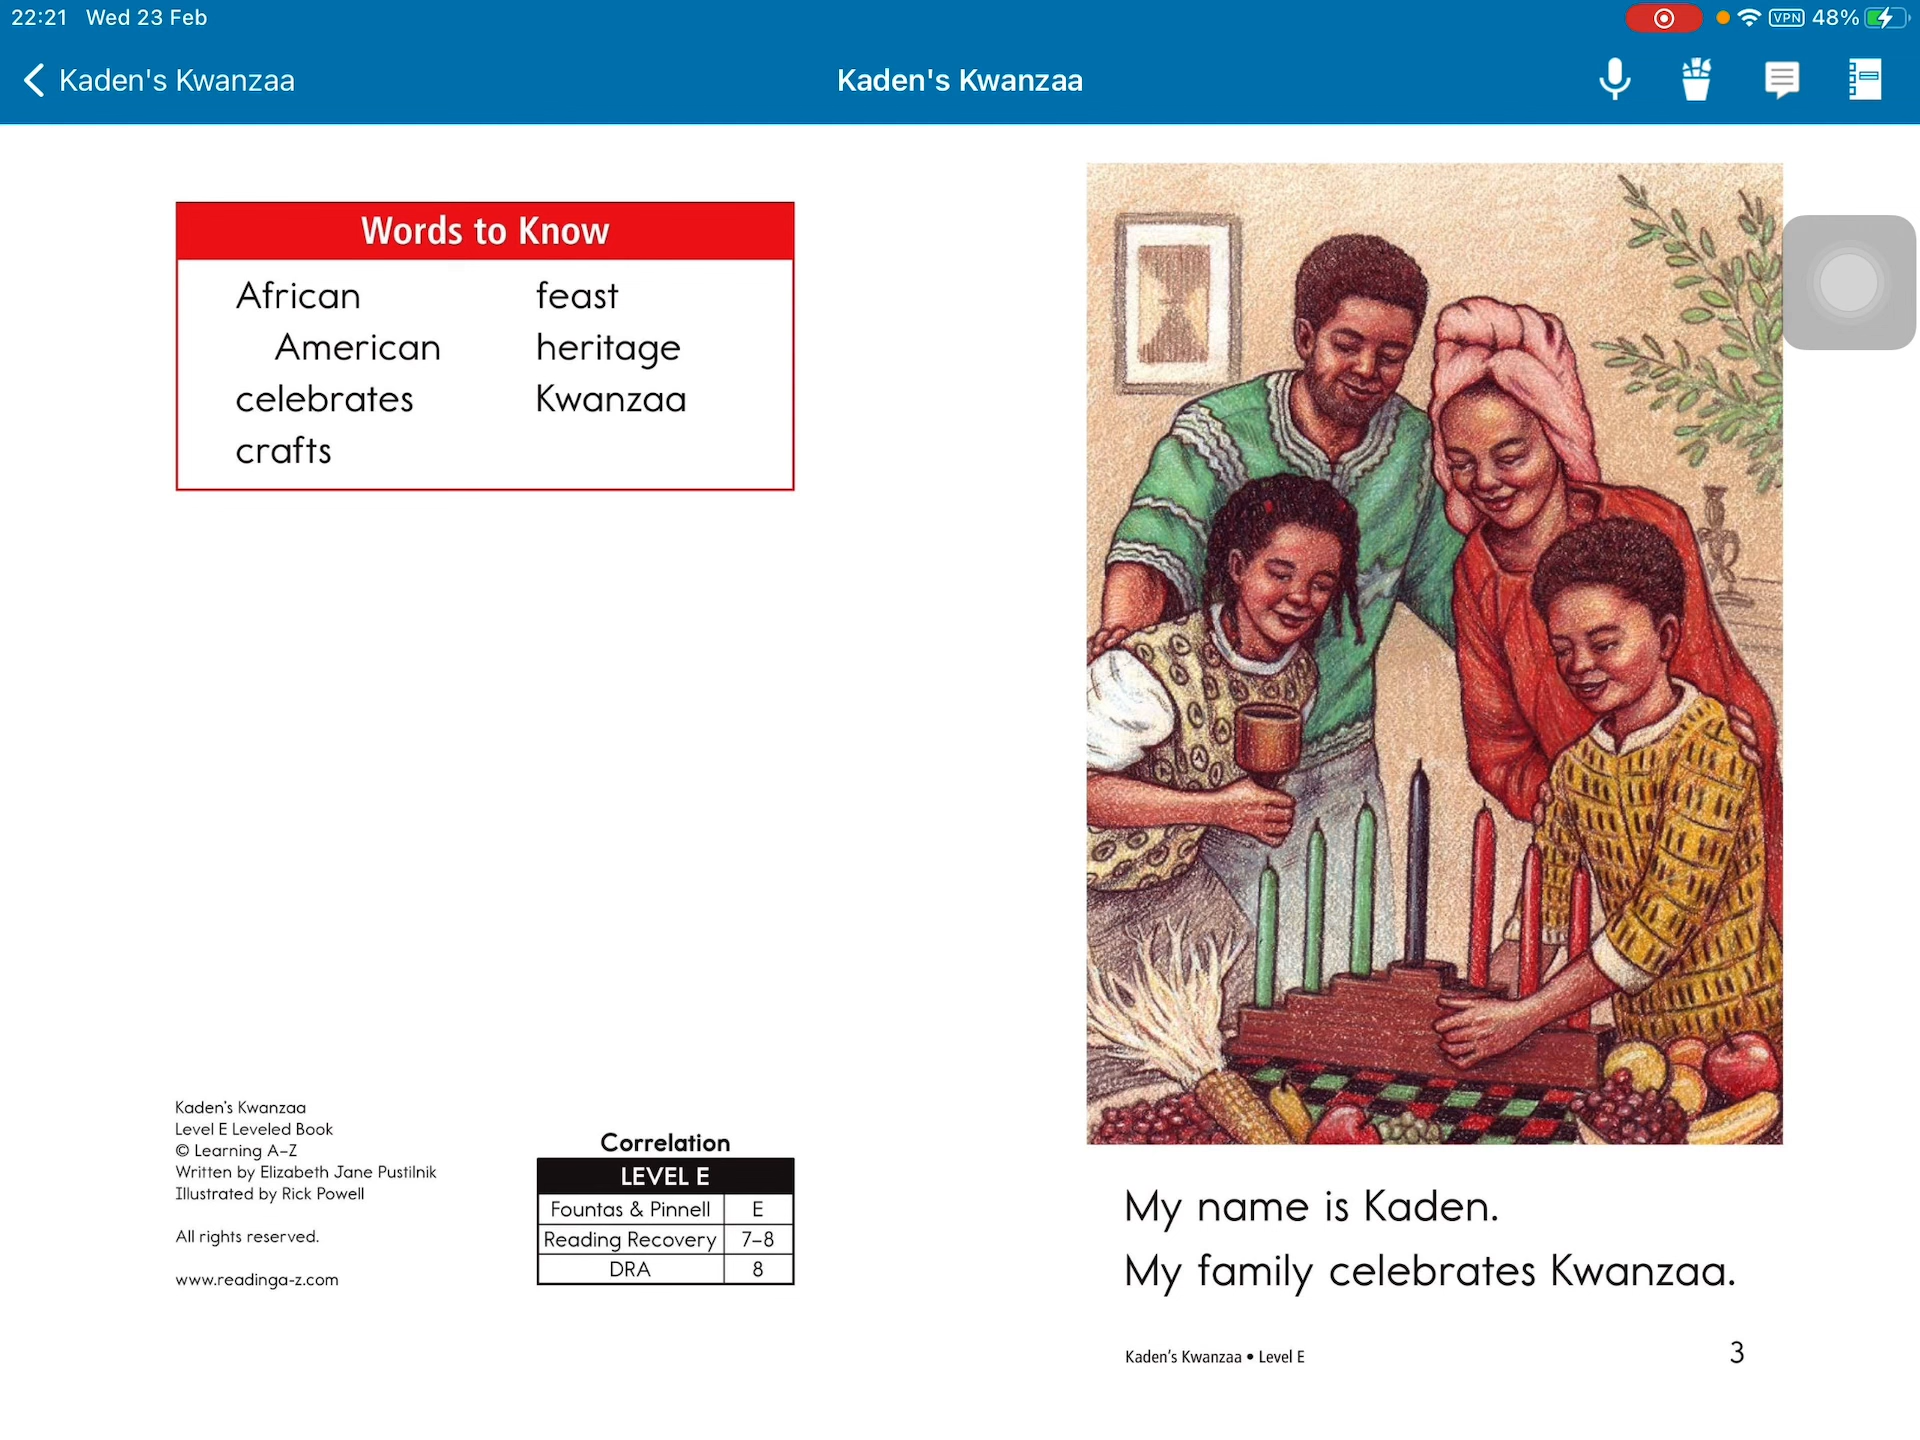 22:21 Wed 23 Feb
VPN 48%
Kaden's Kwanzaa
Kaden's Kwanzaa
Words to Know
African
American
celebrates
crafts
feast
heritage
Kwanzaa
Kaden's Kwanzaa
Level E Leveled Book
© Learning A–Z
Written by Elizabeth Jane Pustilnik
Illustrated by Rick Powell
All rights reserved.
www.readinga-z.com
Correlation
LEVEL E
Fountas & Pinnell E
Reading Recovery 7–8
DRA 8
My name is Kaden.
My family celebrates Kwanzaa.
Kaden's Kwanzaa • Level E
3